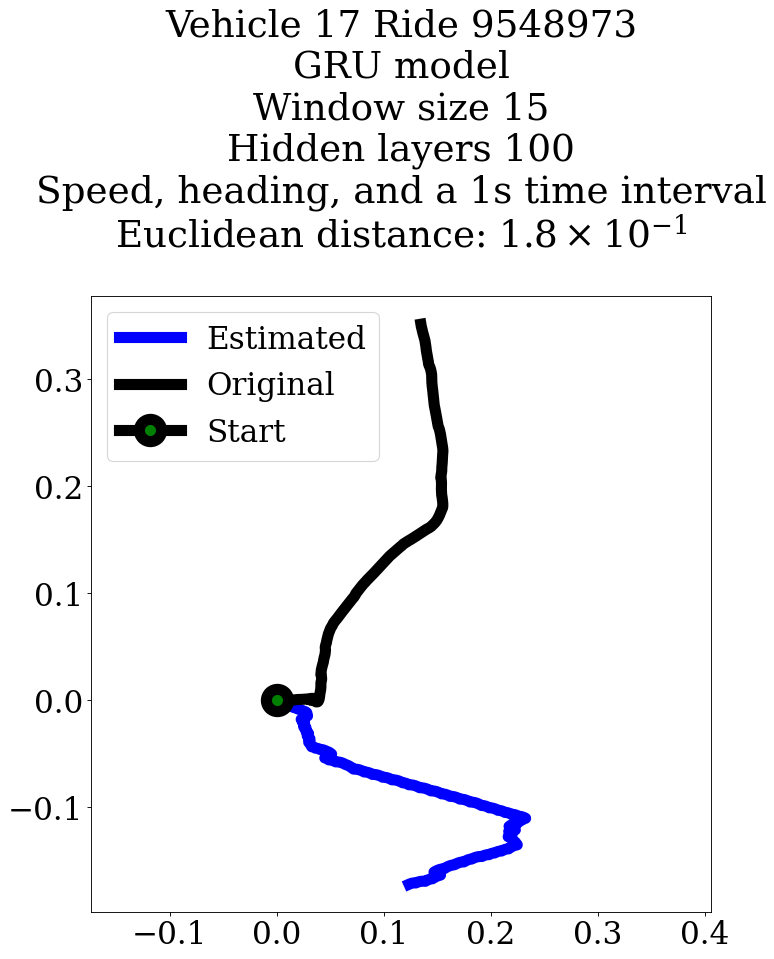 Vehicle 17 Ride 9548973
GRU model
Window size 15
Hidden layers 100
Speed, heading, and a 1s time interval
Euclidean distance: 1.8 × 10⁻¹
Estimated
Original
Start
0.3
0.2
0.1
0.0
−0.1
−0.1 0.0 0.1 0.2 0.3 0.4